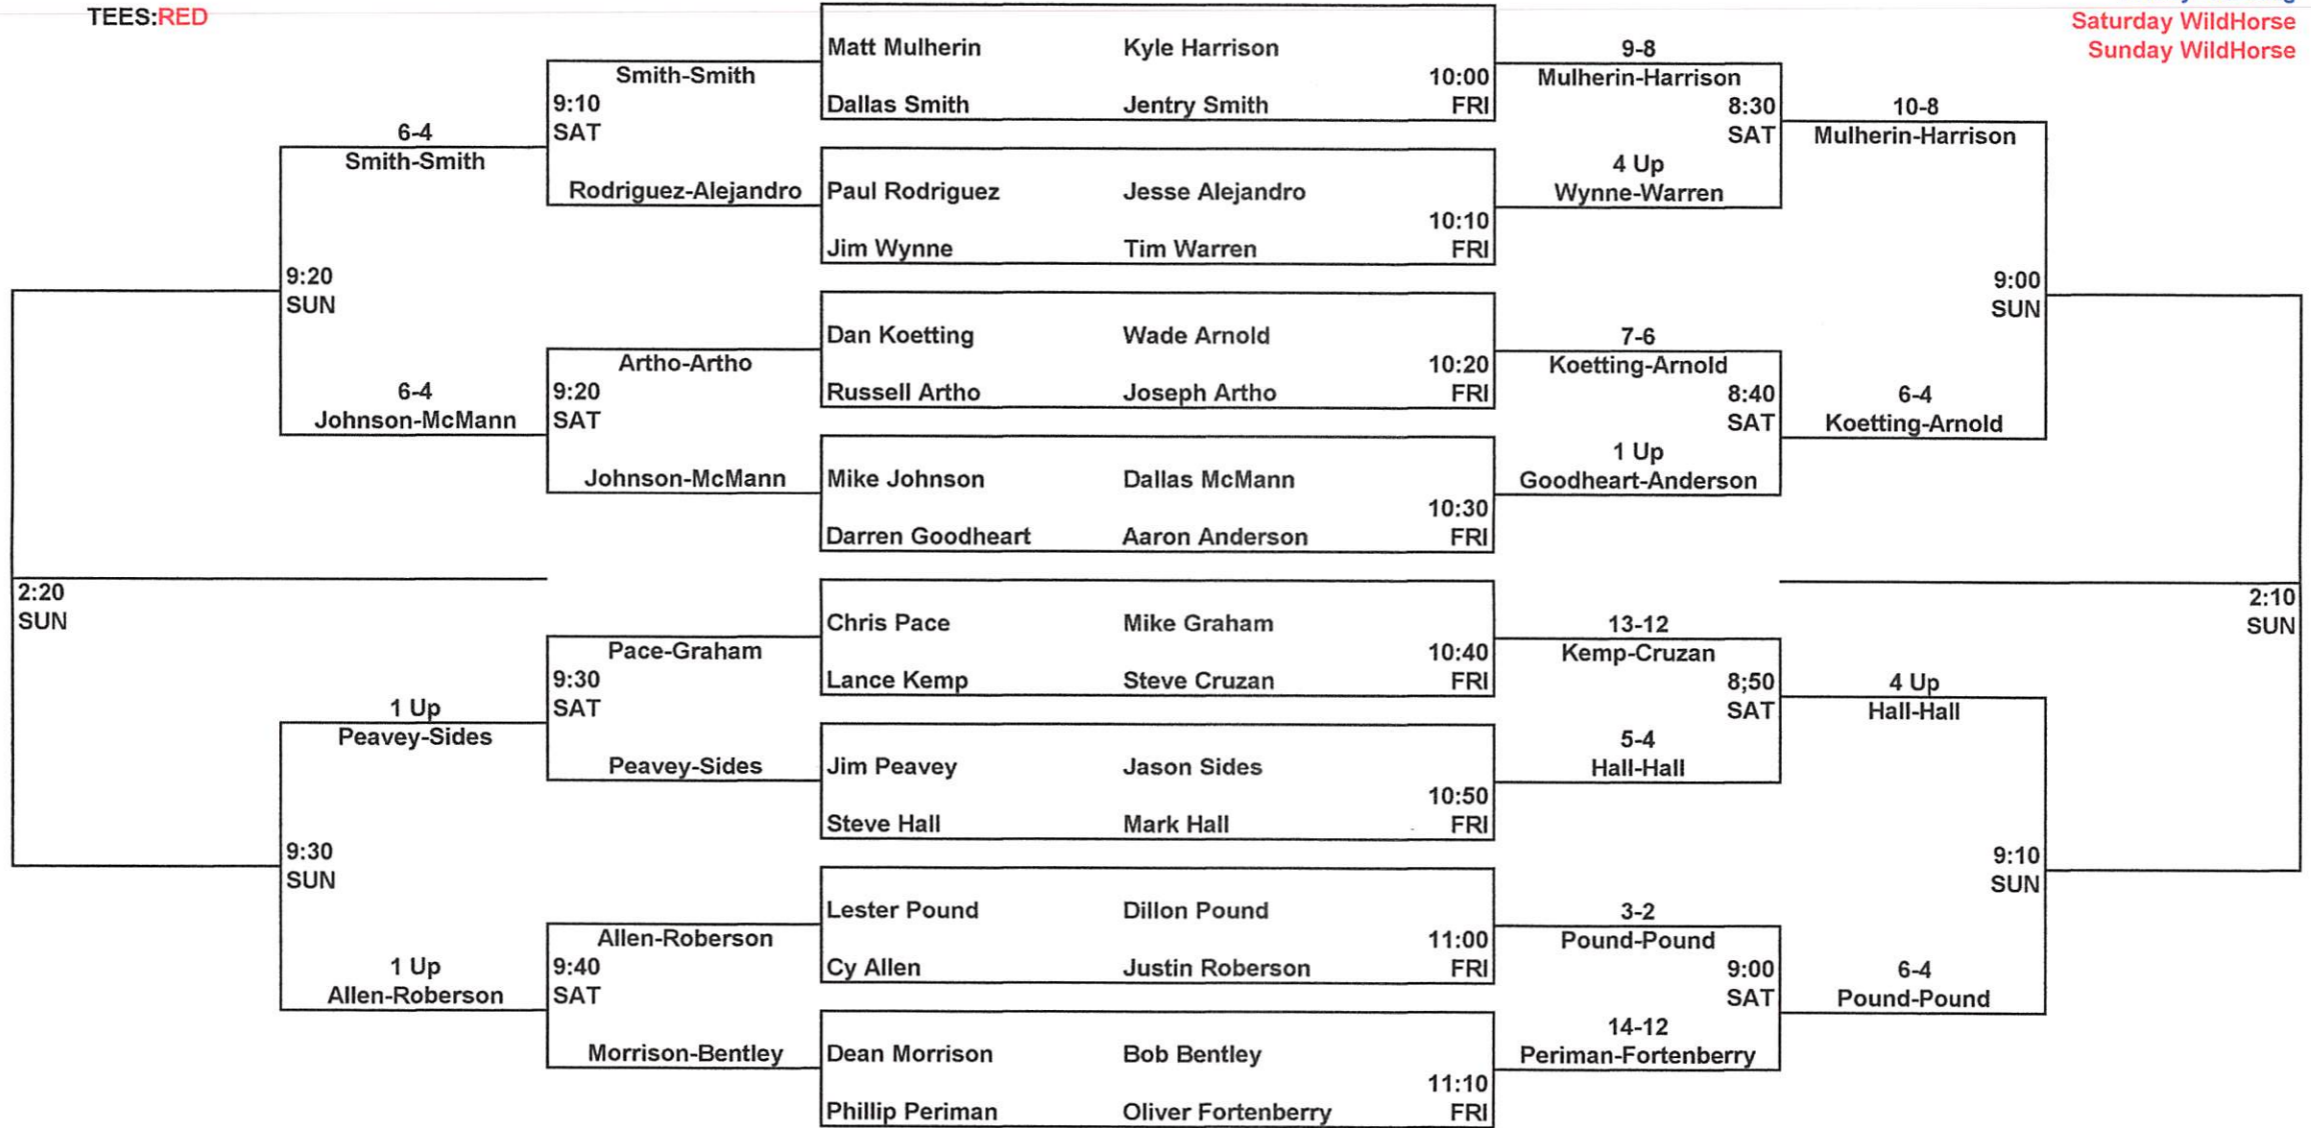 TEES:RED
Saturday WildHorse
Sunday WildHorse
Smith-Smith
9:10
SAT
6-4
Smith-Smith
Rodriguez-Alejandro
9:20
SUN
Artho-Artho
9:20
SAT
6-4
Johnson-McMann
Johnson-McMann
2:20
SUN
Pace-Graham
9:30
SAT
1 Up
Peavey-Sides
Peavey-Sides
9:30
SUN
Allen-Roberson
9:40
SAT
1 Up
Allen-Roberson
Morrison-Bentley
Matt Mulherin Kyle Harrison
10:00
Dallas Smith Jentry Smith FRI
Paul Rodriguez Jesse Alejandro
10:10
Jim Wynne Tim Warren FRI
Dan Koetting Wade Arnold
10:20
Russell Artho Joseph Artho FRI
Mike Johnson Dallas McMann
10:30
Darren Goodheart Aaron Anderson FRI
Chris Pace Mike Graham
10:40
Lance Kemp Steve Cruzan FRI
Jim Peavey Jason Sides
10:50
Steve Hall Mark Hall FRI
Lester Pound Dillon Pound
11:00
Cy Allen Justin Roberson FRI
Dean Morrison Bob Bentley
11:10
Phillip Periman Oliver Fortenberry FRI
9-8
Mulherin-Harrison
8:30
SAT
4 Up
Wynne-Warren
10-8
Mulherin-Harrison
9:00
SUN
7-6
Koetting-Arnold
8:40
SAT
1 Up
Goodheart-Anderson
6-4
Koetting-Arnold
2:10
SUN
13-12
Kemp-Cruzan
8;50
SAT
5-4
Hall-Hall
4 Up
Hall-Hall
9:10
SUN
3-2
Pound-Pound
9:00
SAT
14-12
Periman-Fortenberry
6-4
Pound-Pound